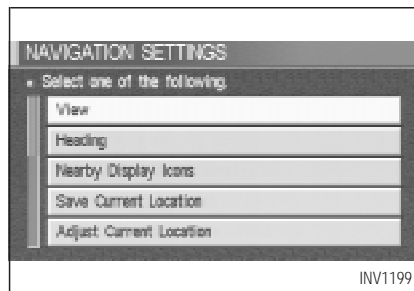 NAVIGATION SETTINGS
Select one of the following.
View
Heading
Nearby Display Icons
Save Current Location
Adjust Current Location
INV1199